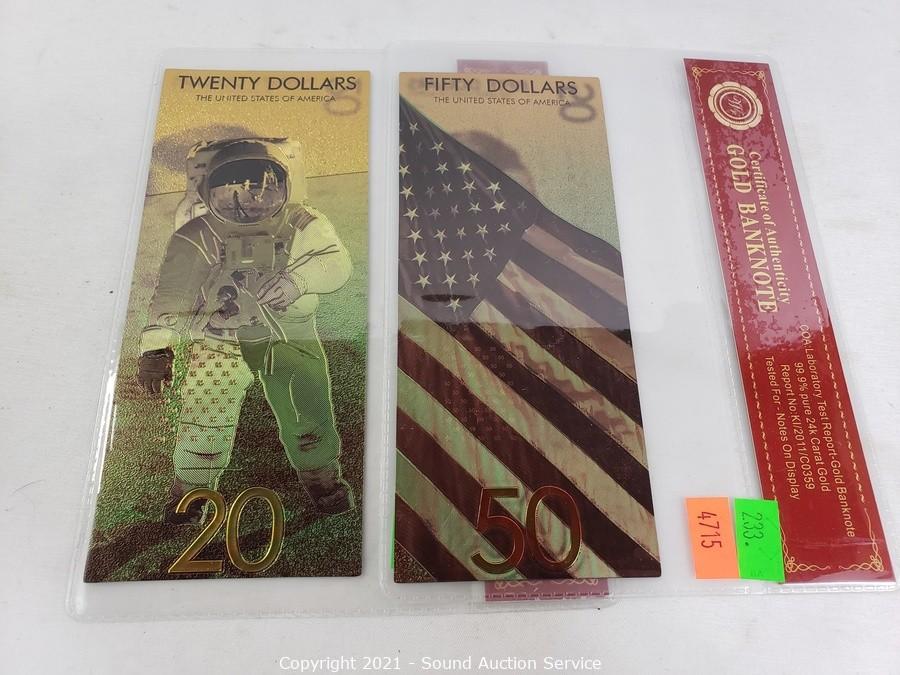 TWENTY DOLLARS
THE UNITED STATES OF AMERICA
20
FIFTY DOLLARS
THE UNITED STATES OF AMERICA
50
Certificate of Authenticity
GOLD BANKNOTE
COA-Laboratory Test Report-Gold Banknote
99.9% pure 24k Carat Gold
Report No. KI/2011/C0359
Tested For - Notes On Display
4715
233.
Copyright 2021 - Sound Auction Service